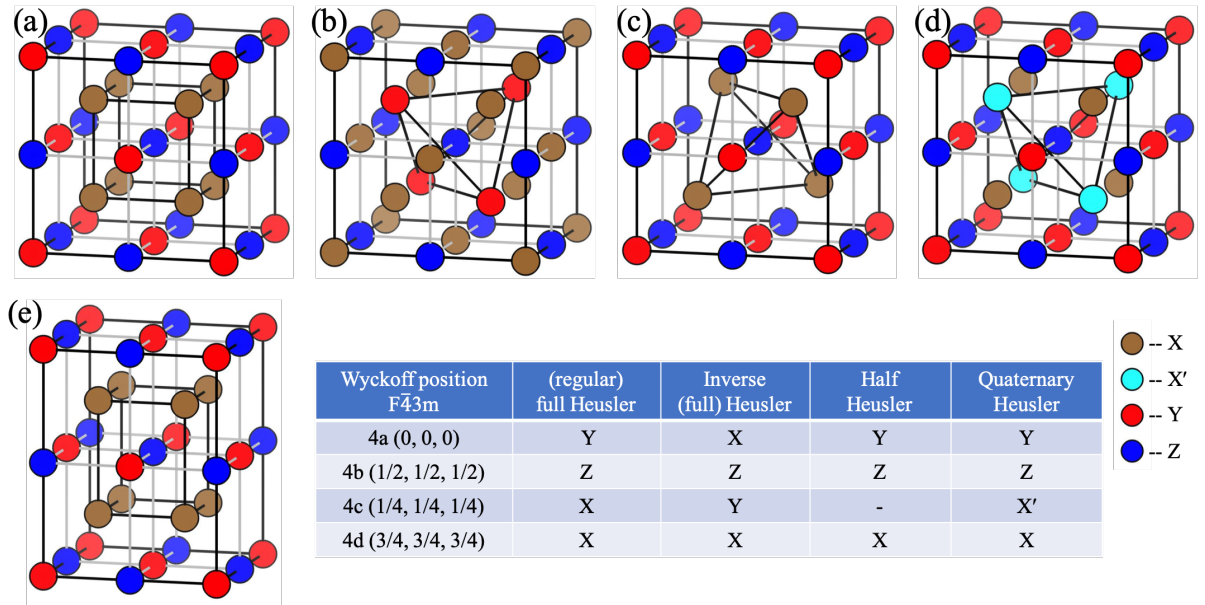 (a) (b) (c) (d)
(e)
Wyckoff position F4̅3m (regular) full Heusler Inverse (full) Heusler Half Heusler Quaternary Heusler
4a (0, 0, 0) Y X Y Y
4b (1/2, 1/2, 1/2) Z Z Z Z
4c (1/4, 1/4, 1/4) X Y - X′
4d (3/4, 3/4, 3/4) X X X X
-- X
-- X′
-- Y
-- Z